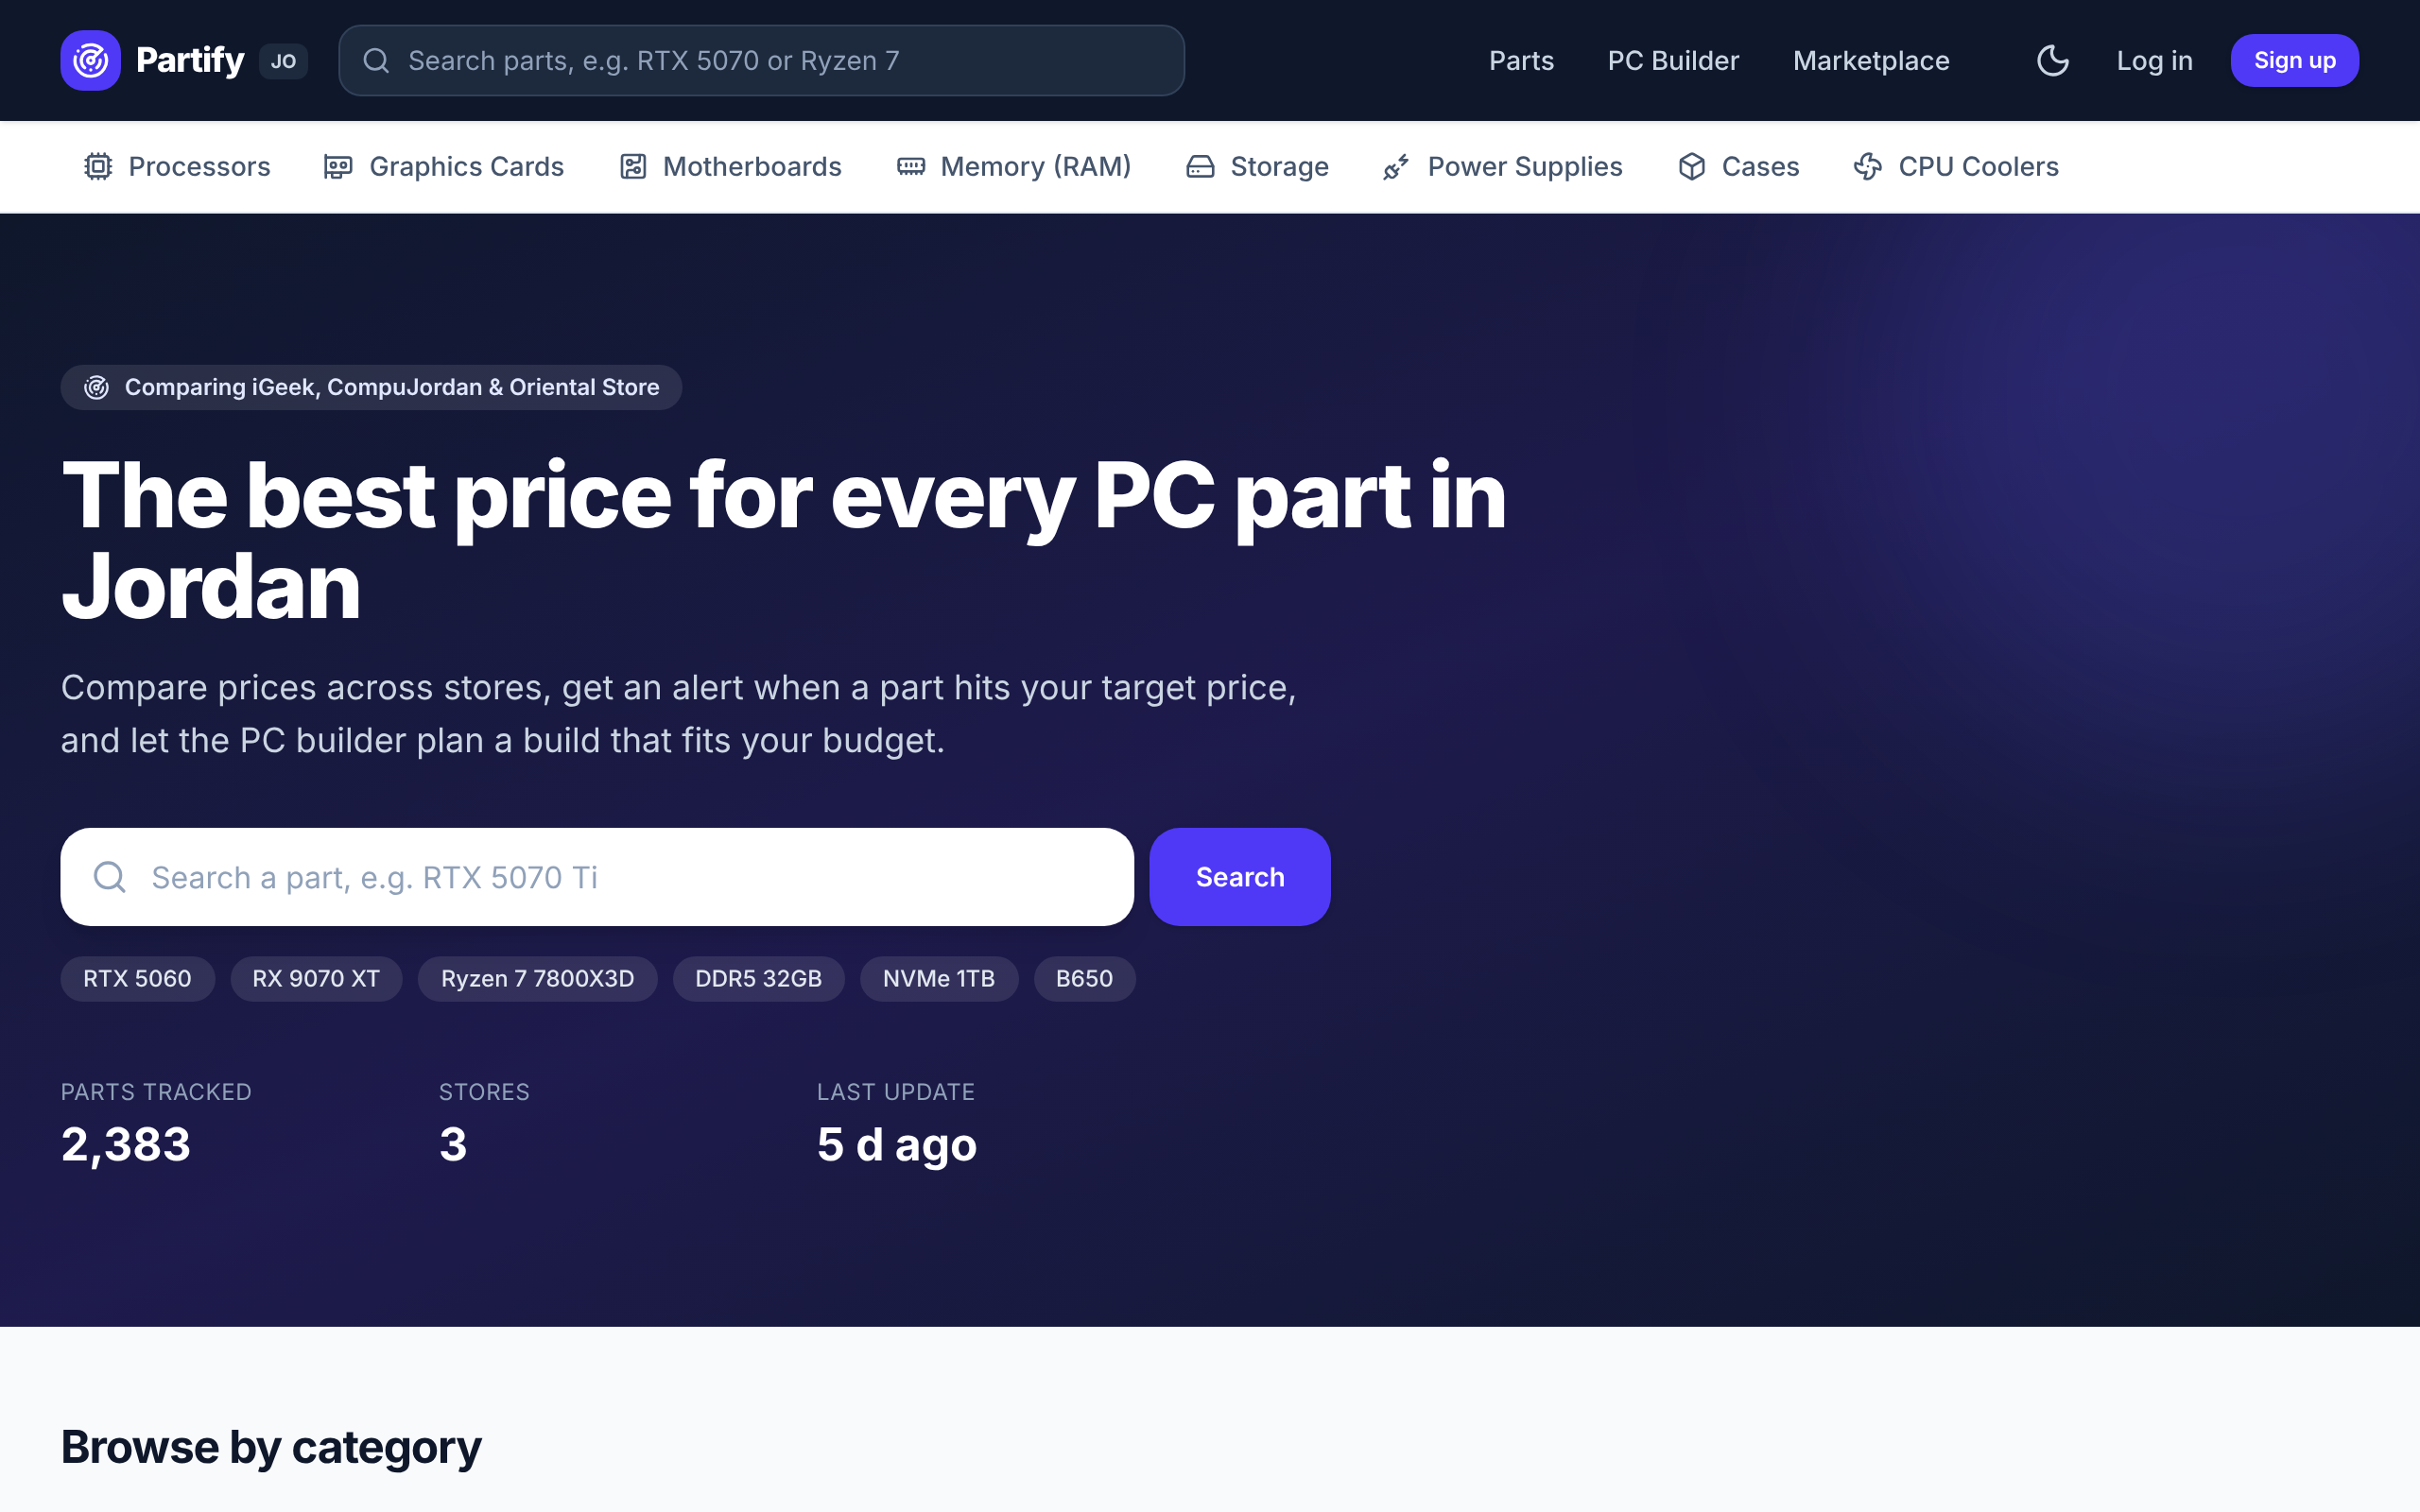 Partify JO
Search parts, e.g. RTX 5070 or Ryzen 7
Parts
PC Builder
Marketplace
Log in
Sign up
Processors
Graphics Cards
Motherboards
Memory (RAM)
Storage
Power Supplies
Cases
CPU Coolers
Comparing iGeek, CompuJordan & Oriental Store
The best price for every PC part in
Jordan
Compare prices across stores, get an alert when a part hits your target price,
and let the PC builder plan a build that fits your budget.
Search a part, e.g. RTX 5070 Ti
Search
RTX 5060
RX 9070 XT
Ryzen 7 7800X3D
DDR5 32GB
NVMe 1TB
B650
PARTS TRACKED
2,383
STORES
3
LAST UPDATE
5 d ago
Browse by category